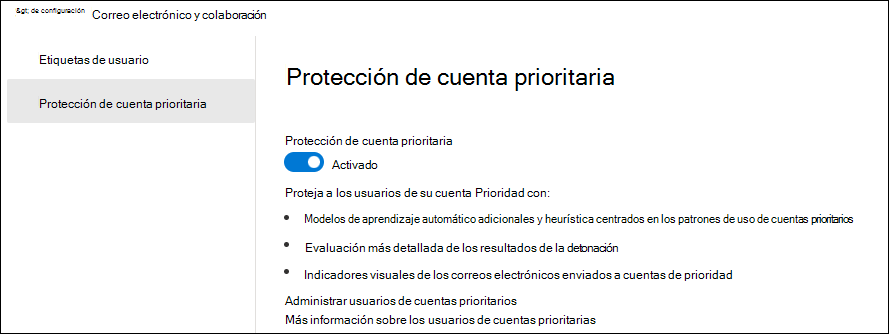 &gt; de configuración Correo electrónico y colaboración
Etiquetas de usuario
Protección de cuenta prioritaria
Protección de cuenta prioritaria
Protección de cuenta prioritaria
Activado
Proteja a los usuarios de su cuenta Prioridad con:
• Modelos de aprendizaje automático adicionales y heurística centrados en los patrones de uso de cuentas prioritarios
• Evaluación más detallada de los resultados de la detonación
• Indicadores visuales de los correos electrónicos enviados a cuentas de prioridad
Administrar usuarios de cuentas prioritarios
Más información sobre los usuarios de cuentas prioritarias